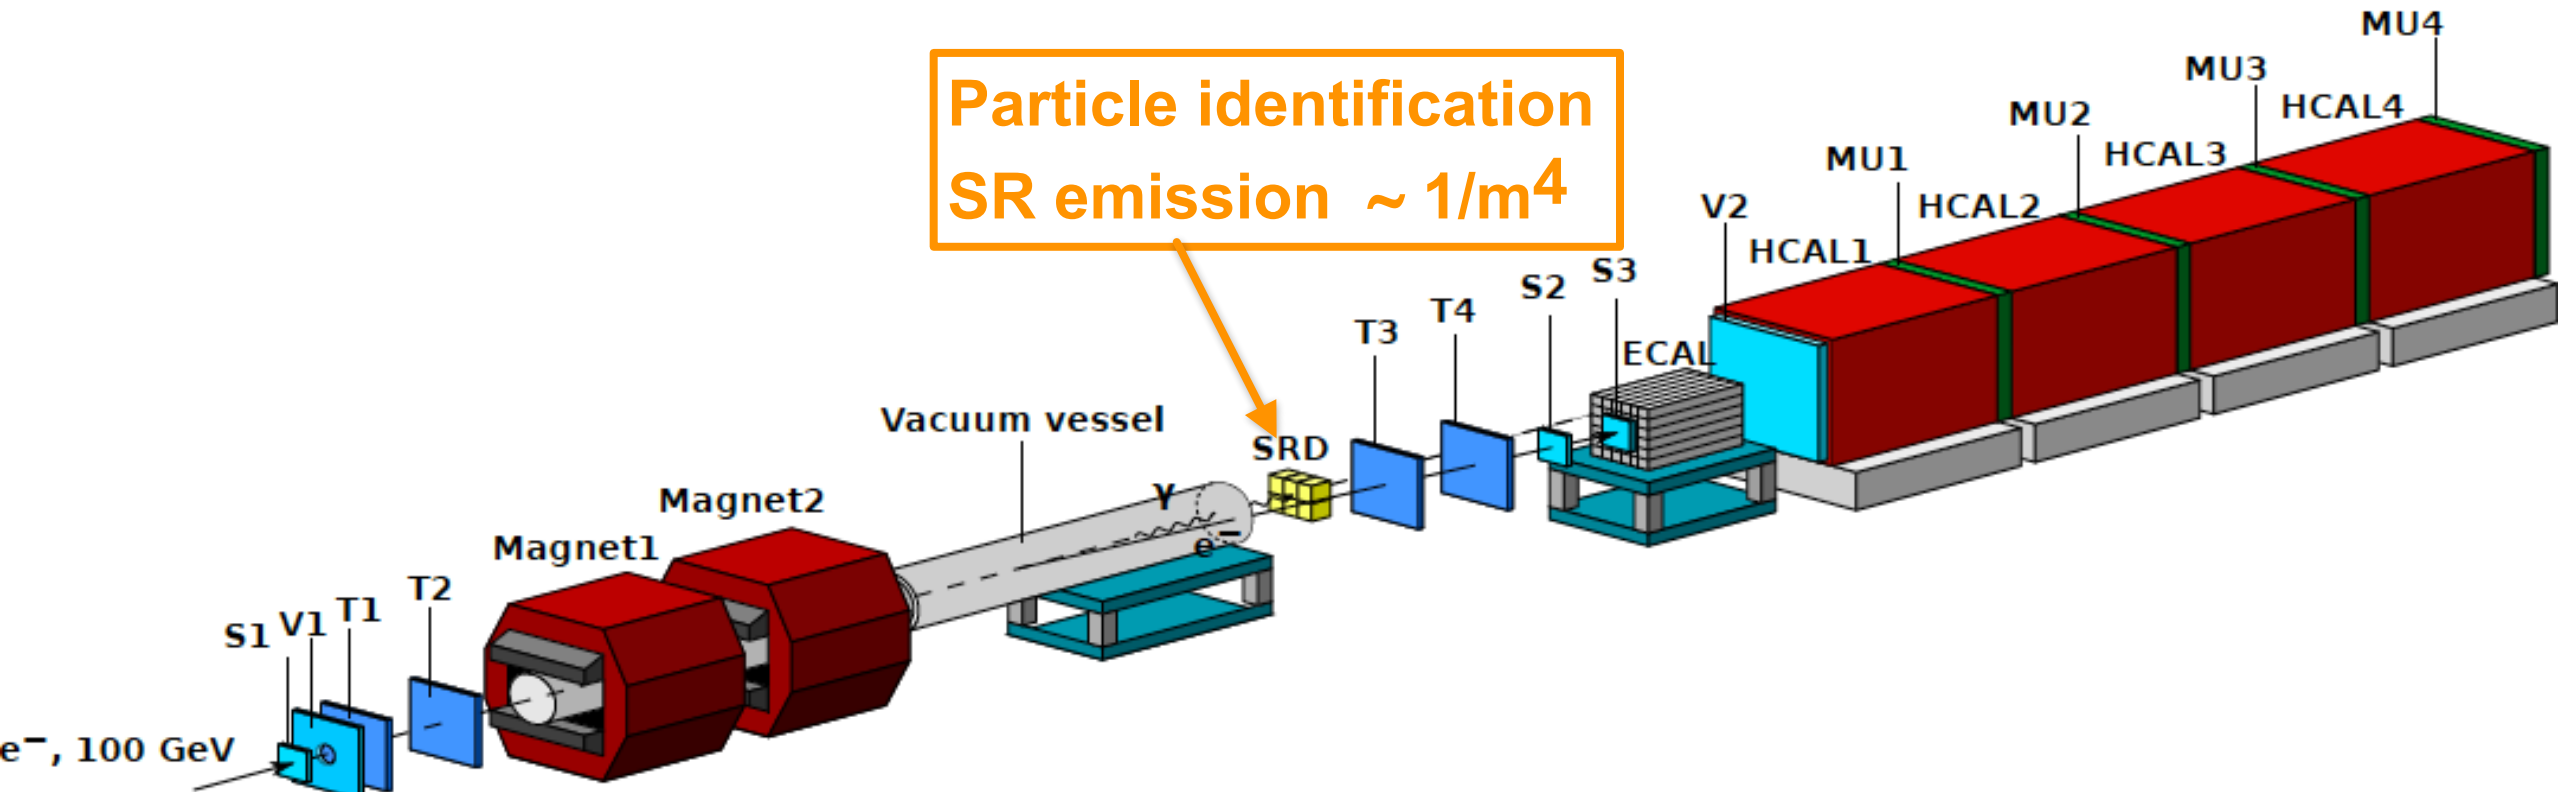 MU4
MU3
HCAL4
MU2
HCAL3
MU1
HCAL2
V2
HCAL1
Particle identification
SR emission ~ 1/m⁴
S3
S2
T4
T3
ECAL
Vacuum vessel
SRD
γ
e⁻
Magnet2
Magnet1
T2
T1
V1
S1
e⁻, 100 GeV